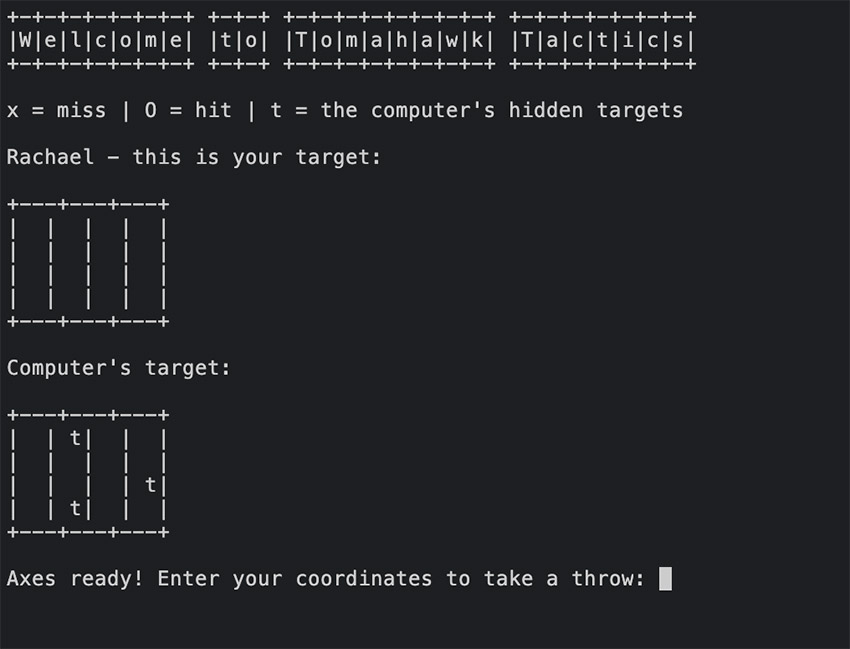 +-+-+-+-+-+-+-+ +-+-+ +-+-+-+-+-+-+-+-+ +-+-+-+-+-+-+-+
|W|e|l|c|o|m|e| |t|o| |T|o|m|a|h|a|w|k| |T|a|c|t|i|c|s|
+-+-+-+-+-+-+-+ +-+-+ +-+-+-+-+-+-+-+-+ +-+-+-+-+-+-+-+
x = miss | O = hit | t = the computer's hidden targets
Rachael - this is your target:
+---+---+---+
|  |  |  |  |
|  |  |  |  |
|  |  |  |  |
|  |  |  |  |
+---+---+---+
Computer's target:
+---+---+---+
|  | t|  |  |
|  |  |  |  |
|  |  |  | t|
|  | t|  |  |
+---+---+---+
Axes ready! Enter your coordinates to take a throw: